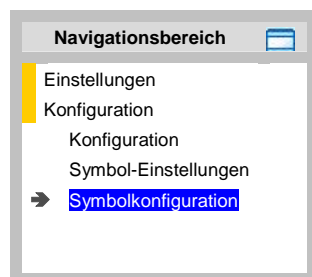 Navigationsbereich
Einstellungen
Konfiguration
Konfiguration
Symbol-Einstellungen
Symbolkonfiguration